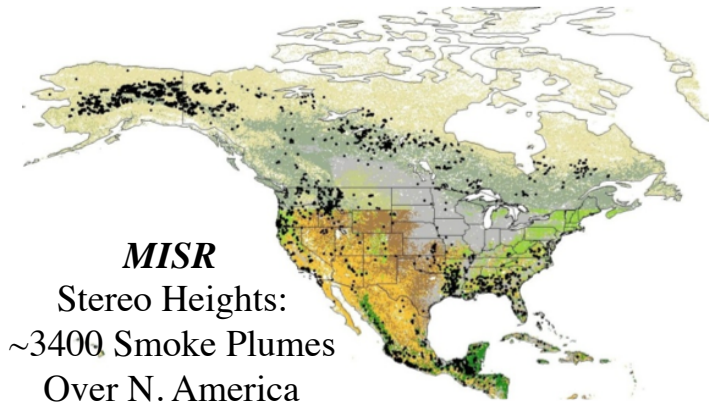 MISR
Stereo Heights:
~3400 Smoke Plumes
Over N. America